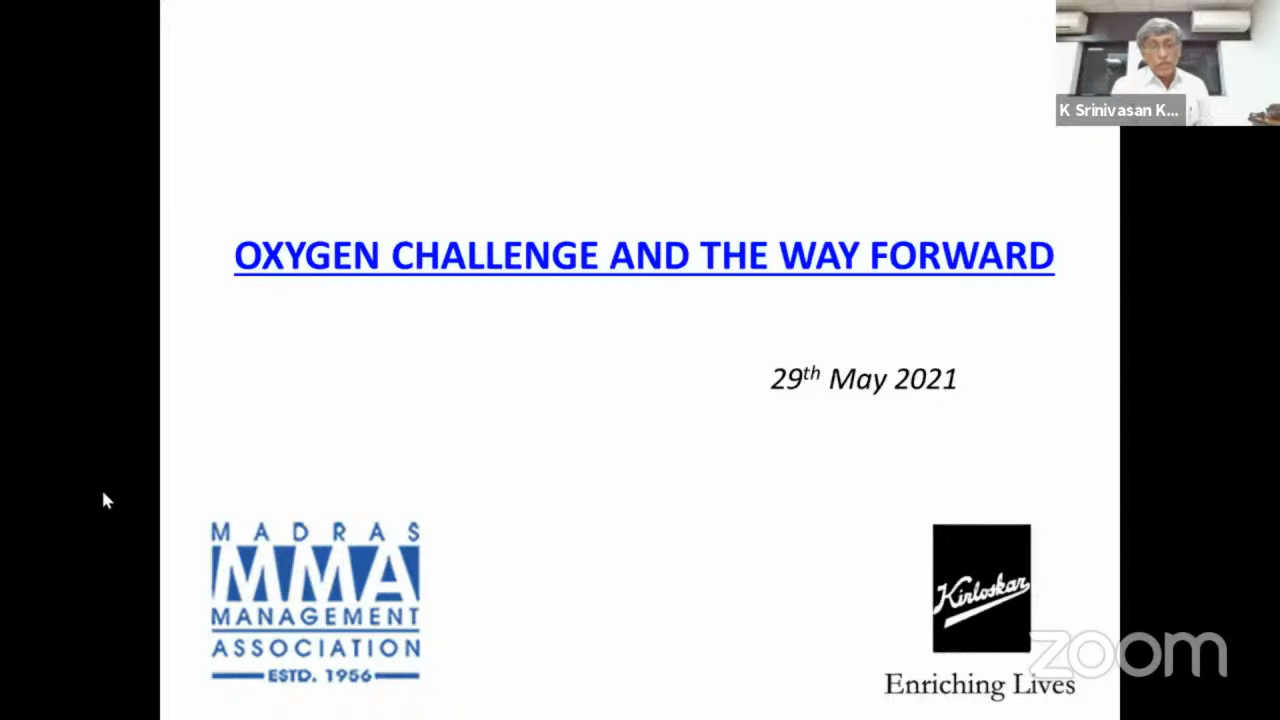 K Srinivasan K...
OXYGEN CHALLENGE AND THE WAY FORWARD
29th May 2021
MADRAS
MMA
MANAGEMENT
ASSOCIATION
ESTD. 1956
Kirloskar
zoom
Enriching Lives